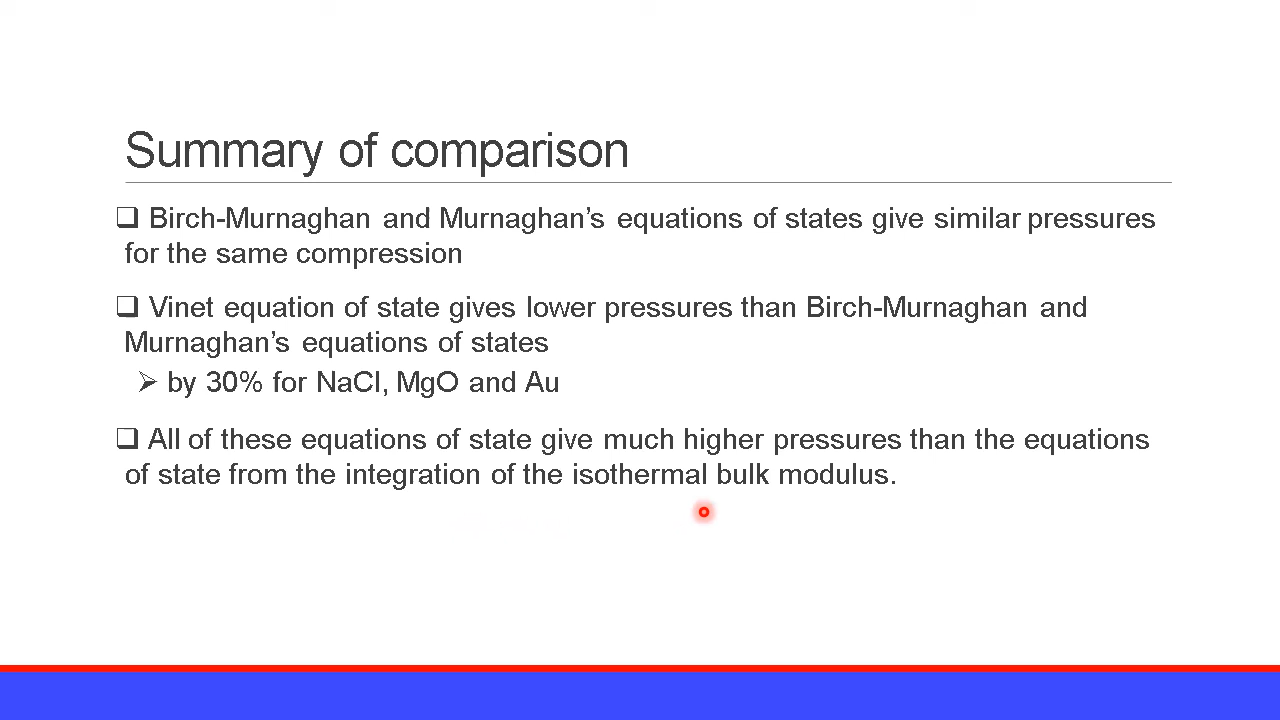 Summary of comparison
❑ Birch-Murnaghan and Murnaghan’s equations of states give similar pressures
for the same compression
❑ Vinet equation of state gives lower pressures than Birch-Murnaghan and
Murnaghan’s equations of states
➢ by 30% for NaCl, MgO and Au
❑ All of these equations of state give much higher pressures than the equations
of state from the integration of the isothermal bulk modulus.